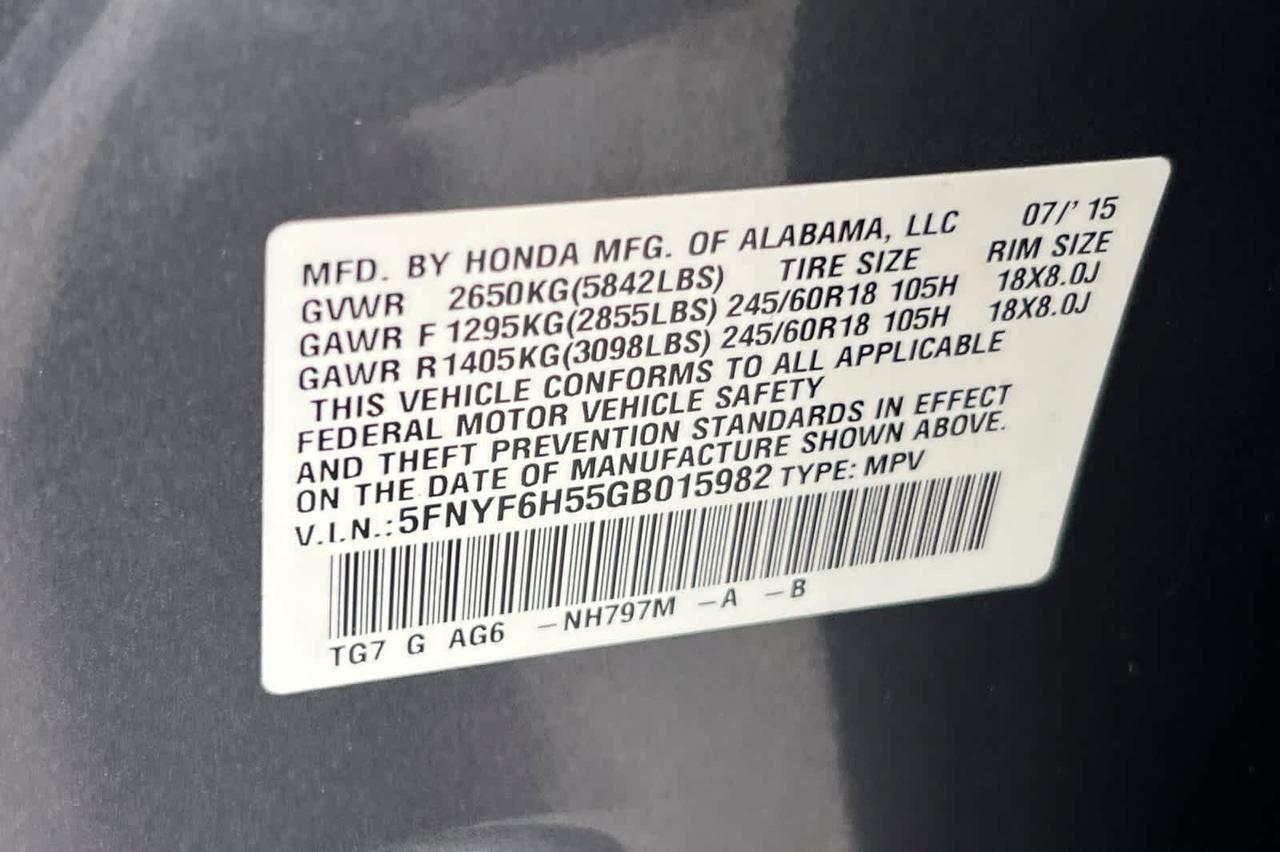 MFD. BY HONDA MFG. OF ALABAMA, LLC 07/' 15
GVWR 2650KG(5842LBS) TIRE SIZE RIM SIZE
GAWR F 1295KG(2855LBS) 245/60R18 105H 18X8.0J
GAWR R1405KG(3098LBS) 245/60R18 105H 18X8.0J
THIS VEHICLE CONFORMS TO ALL APPLICABLE
FEDERAL MOTOR VEHICLE SAFETY
AND THEFT PREVENTION STANDARDS IN EFFECT
ON THE DATE OF MANUFACTURE SHOWN ABOVE.
V.I.N.:5FNYF6H55GB015982 TYPE: MPV
TG7 G AG6 -NH797M -A -B